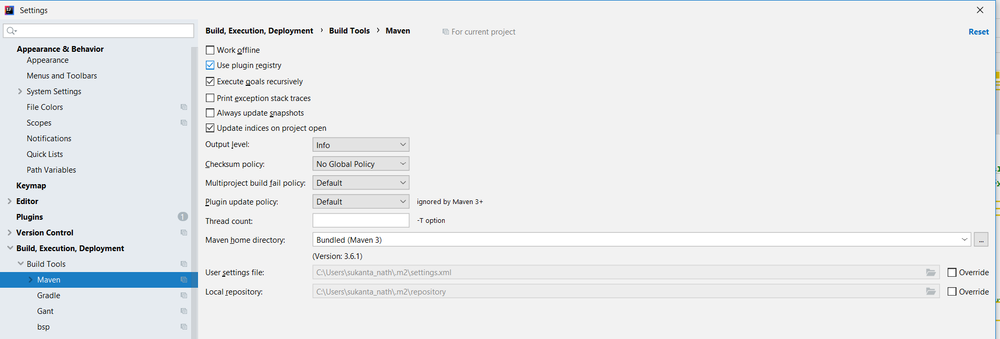 Settings
Appearance & Behavior
Appearance
Menus and Toolbars
System Settings
File Colors
Scopes
Notifications
Quick Lists
Path Variables
Keymap
Editor
Plugins 1
Version Control
Build, Execution, Deployment
Build Tools
Maven
Gradle
Gant
bsp
Build, Execution, Deployment › Build Tools › Maven For current project Reset
Work offline
Use plugin registry
Execute goals recursively
Print exception stack traces
Always update snapshots
Update indices on project open
Output level: Info
Checksum policy: No Global Policy
Multiproject build fail policy: Default
Plugin update policy: Default ignored by Maven 3+
Thread count: -T option
Maven home directory: Bundled (Maven 3) ...
(Version: 3.6.1)
User settings file: C:\Users\sukanta_nath\.m2\settings.xml Override
Local repository: C:\Users\sukanta_nath\.m2\repository Override